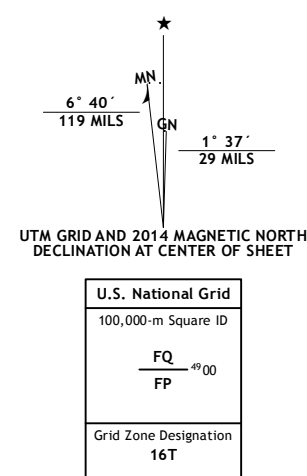 MN
GN
6° 40´
119 MILS
1° 37´
29 MILS
UTM GRID AND 2014 MAGNETIC NORTH
DECLINATION AT CENTER OF SHEET
U.S. National Grid
100,000-m Square ID
FQ
4900
FP
Grid Zone Designation
16T